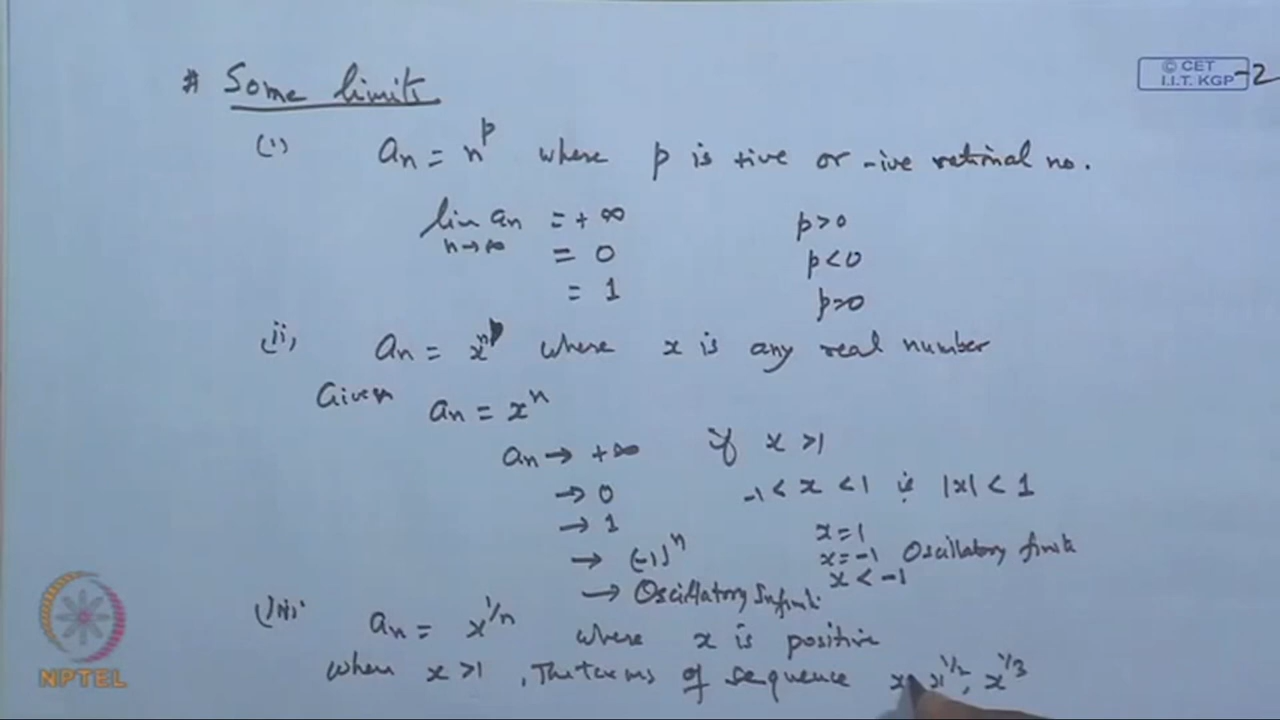 # Some limits
© CET
I.I.T. KGP
-2
(i) an = n^p where p is +ive or -ive rational no.
lim an = + ∞ p>0
n→∞ = 0 p<0
= 1 p=0
(ii) an = x^n where x is any real number
Given an = x^n
an → +∞ if x >1
→ 0 -1 < x < 1 ie |x| < 1
→ 1 x=1
→ (-1)^n x=-1 Oscillatory finite
→ Oscillatory Infinite x < -1
(iii) an = x^1/n where x is positive
when x >1, The terms of sequence x, x^1/2, x^1/3
NPTEL